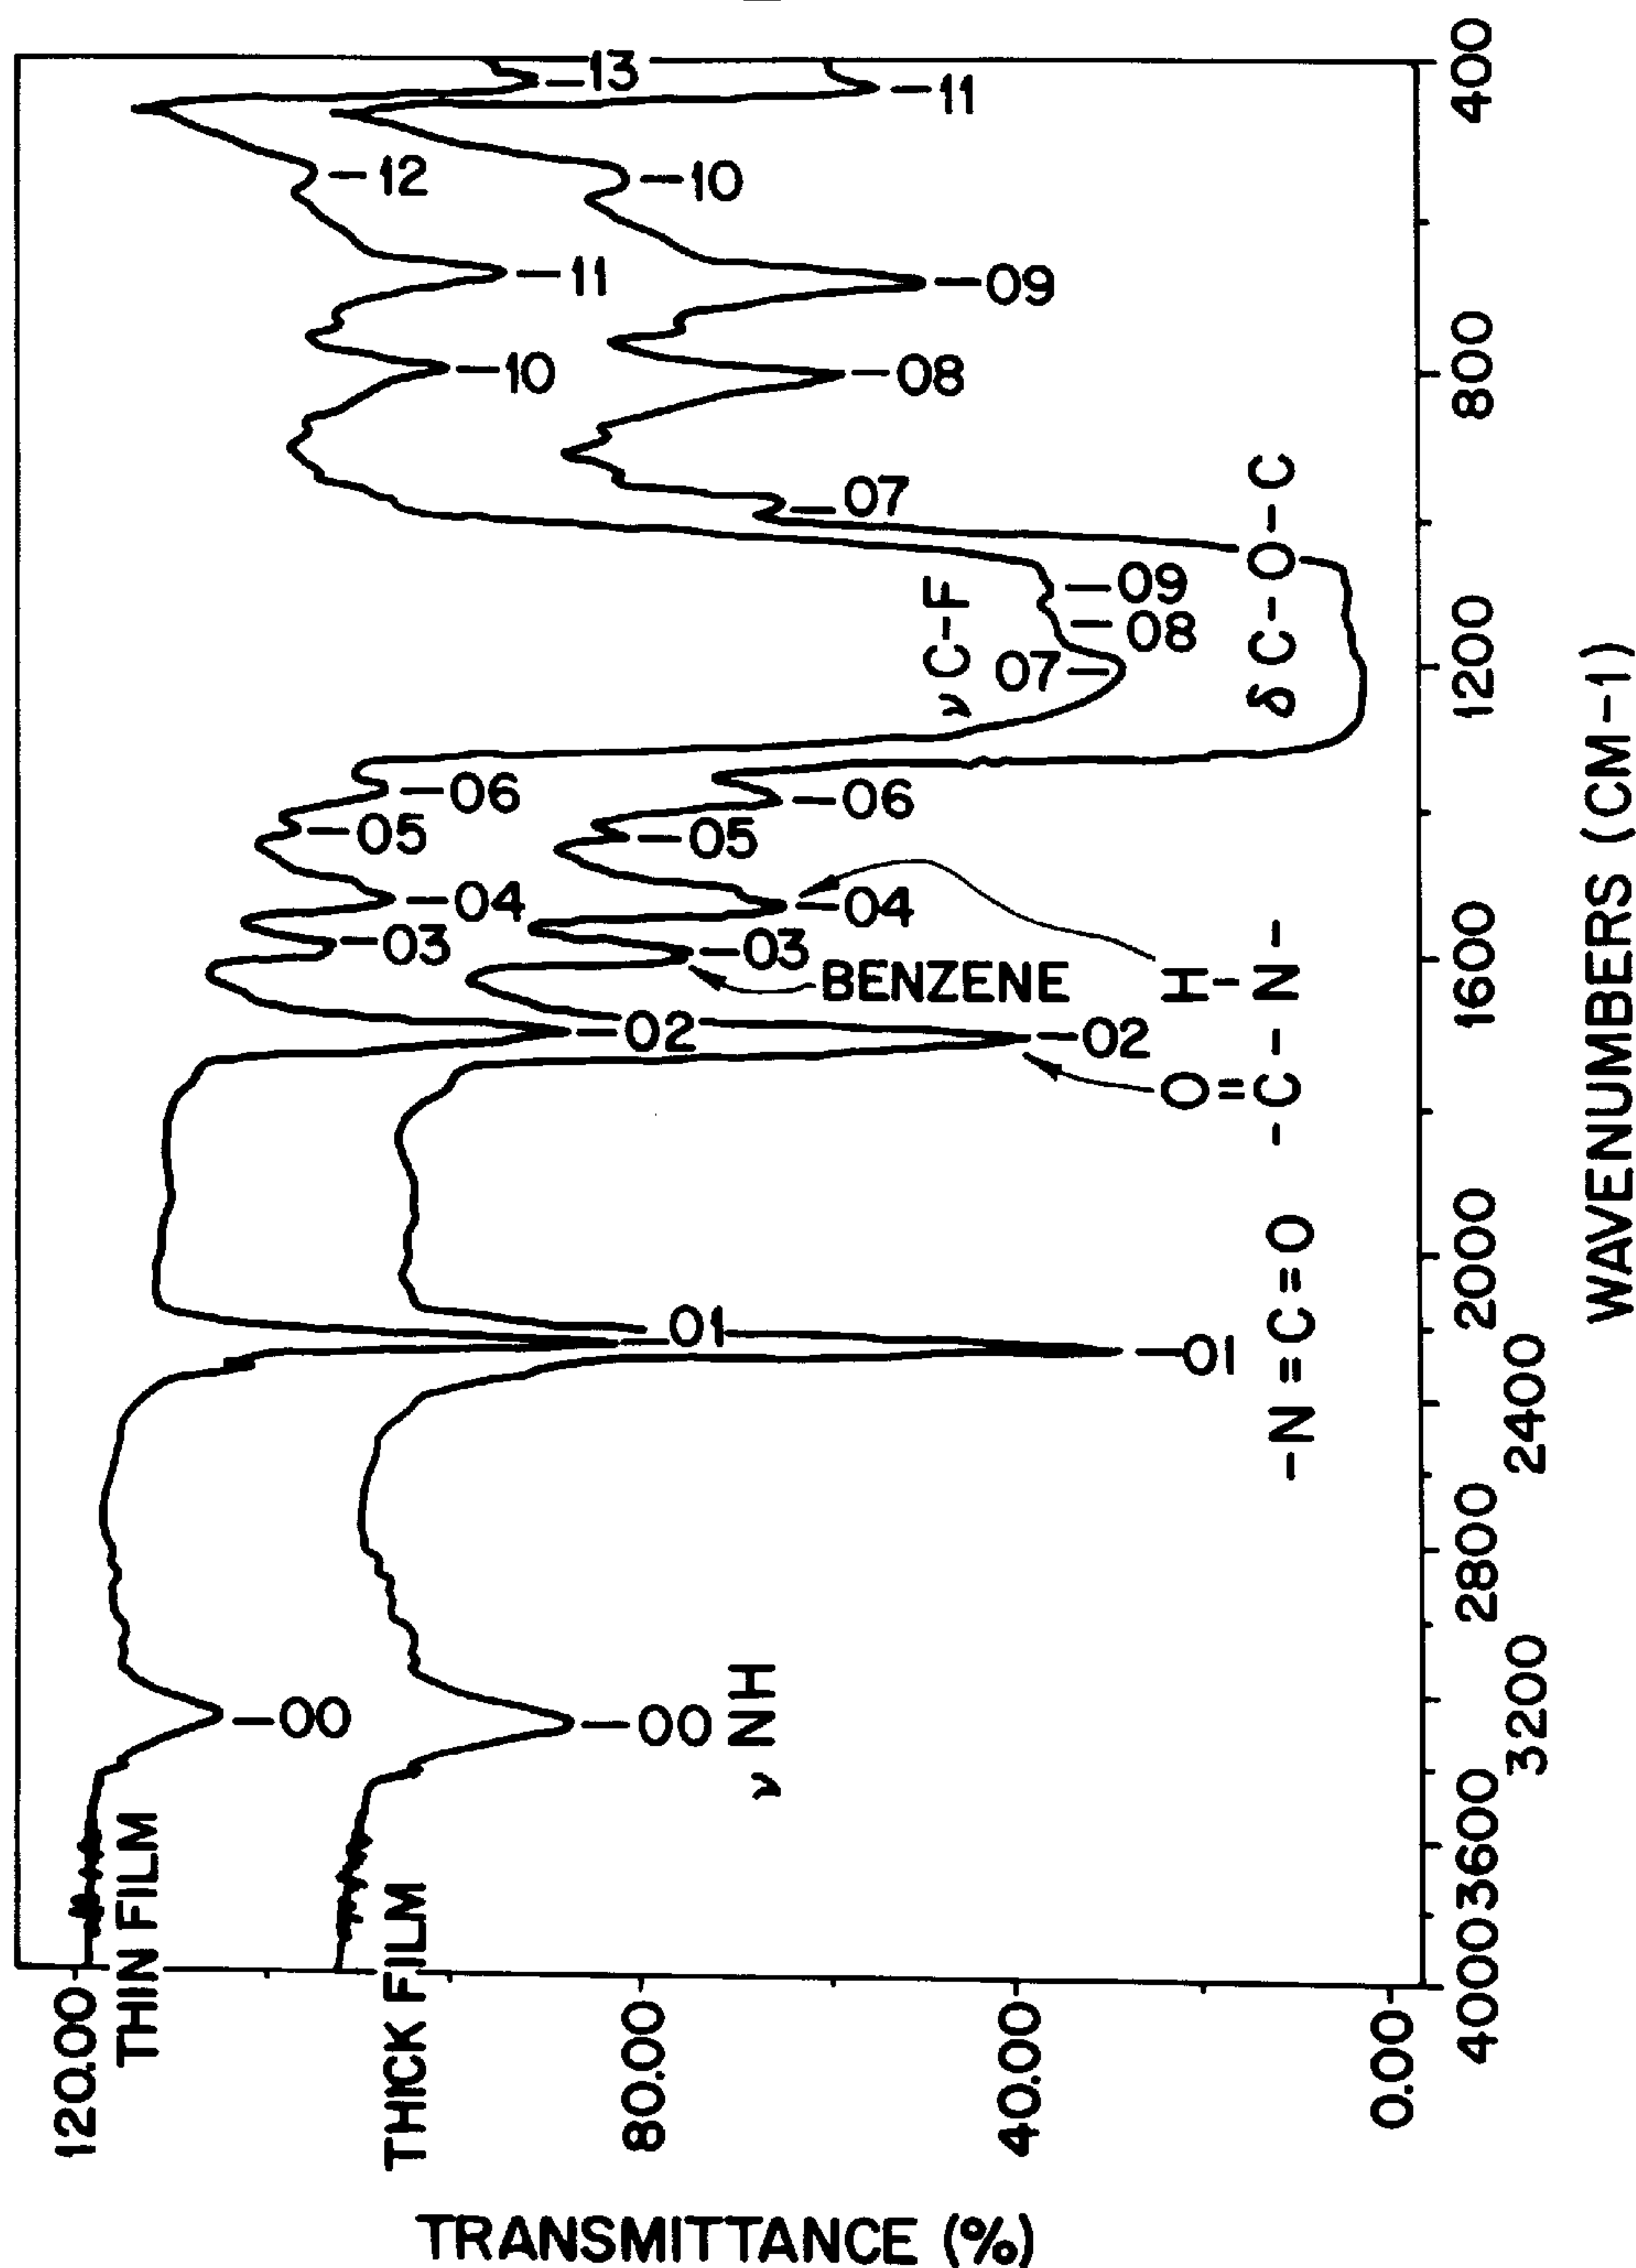 TRANSMITTANCE (%)
120.00
80.00
40.00
0.00
THIN FILM
THICK FILM
00
01
02
03
04
05
06
07
08
09
10
11
12
13
00
01
02
03
04
05
06
07
08
09
10
11
ν NH
ν C-F
δ C-O-C
BENZENE
-N=C=O
O H-
=
-C-N-
4000 3600 3200 2800 2400 2000 1600 1200 800 400
WAVENUMBERS (CM-1)